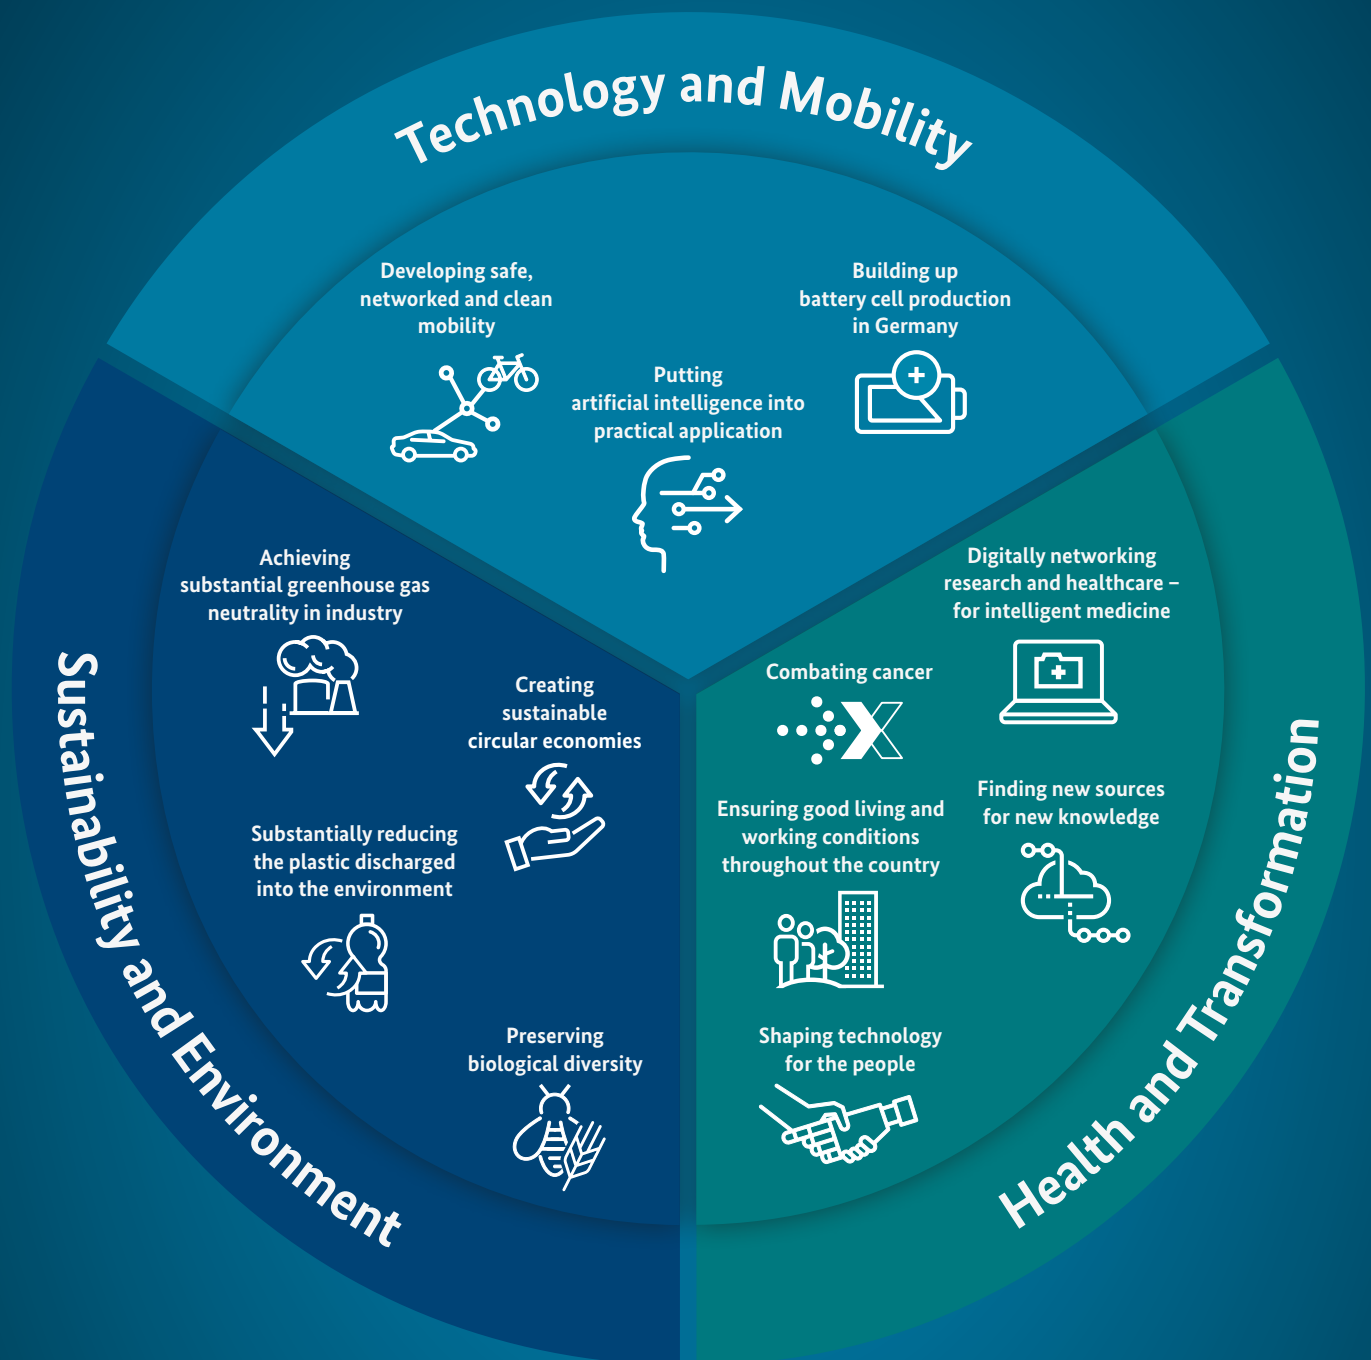 Technology and Mobility
Developing safe,
networked and clean
mobility
Putting
artificial intelligence into
practical application
Building up
battery cell production
in Germany
Sustainability and Environment
Achieving
substantial greenhouse gas
neutrality in industry
Creating
sustainable
circular economies
Substantially reducing
the plastic discharged
into the environment
Preserving
biological diversity
Health and Transformation
Digitally networking
research and healthcare –
for intelligent medicine
Combating cancer
Finding new sources
for new knowledge
Ensuring good living and
working conditions
throughout the country
Shaping technology
for the people